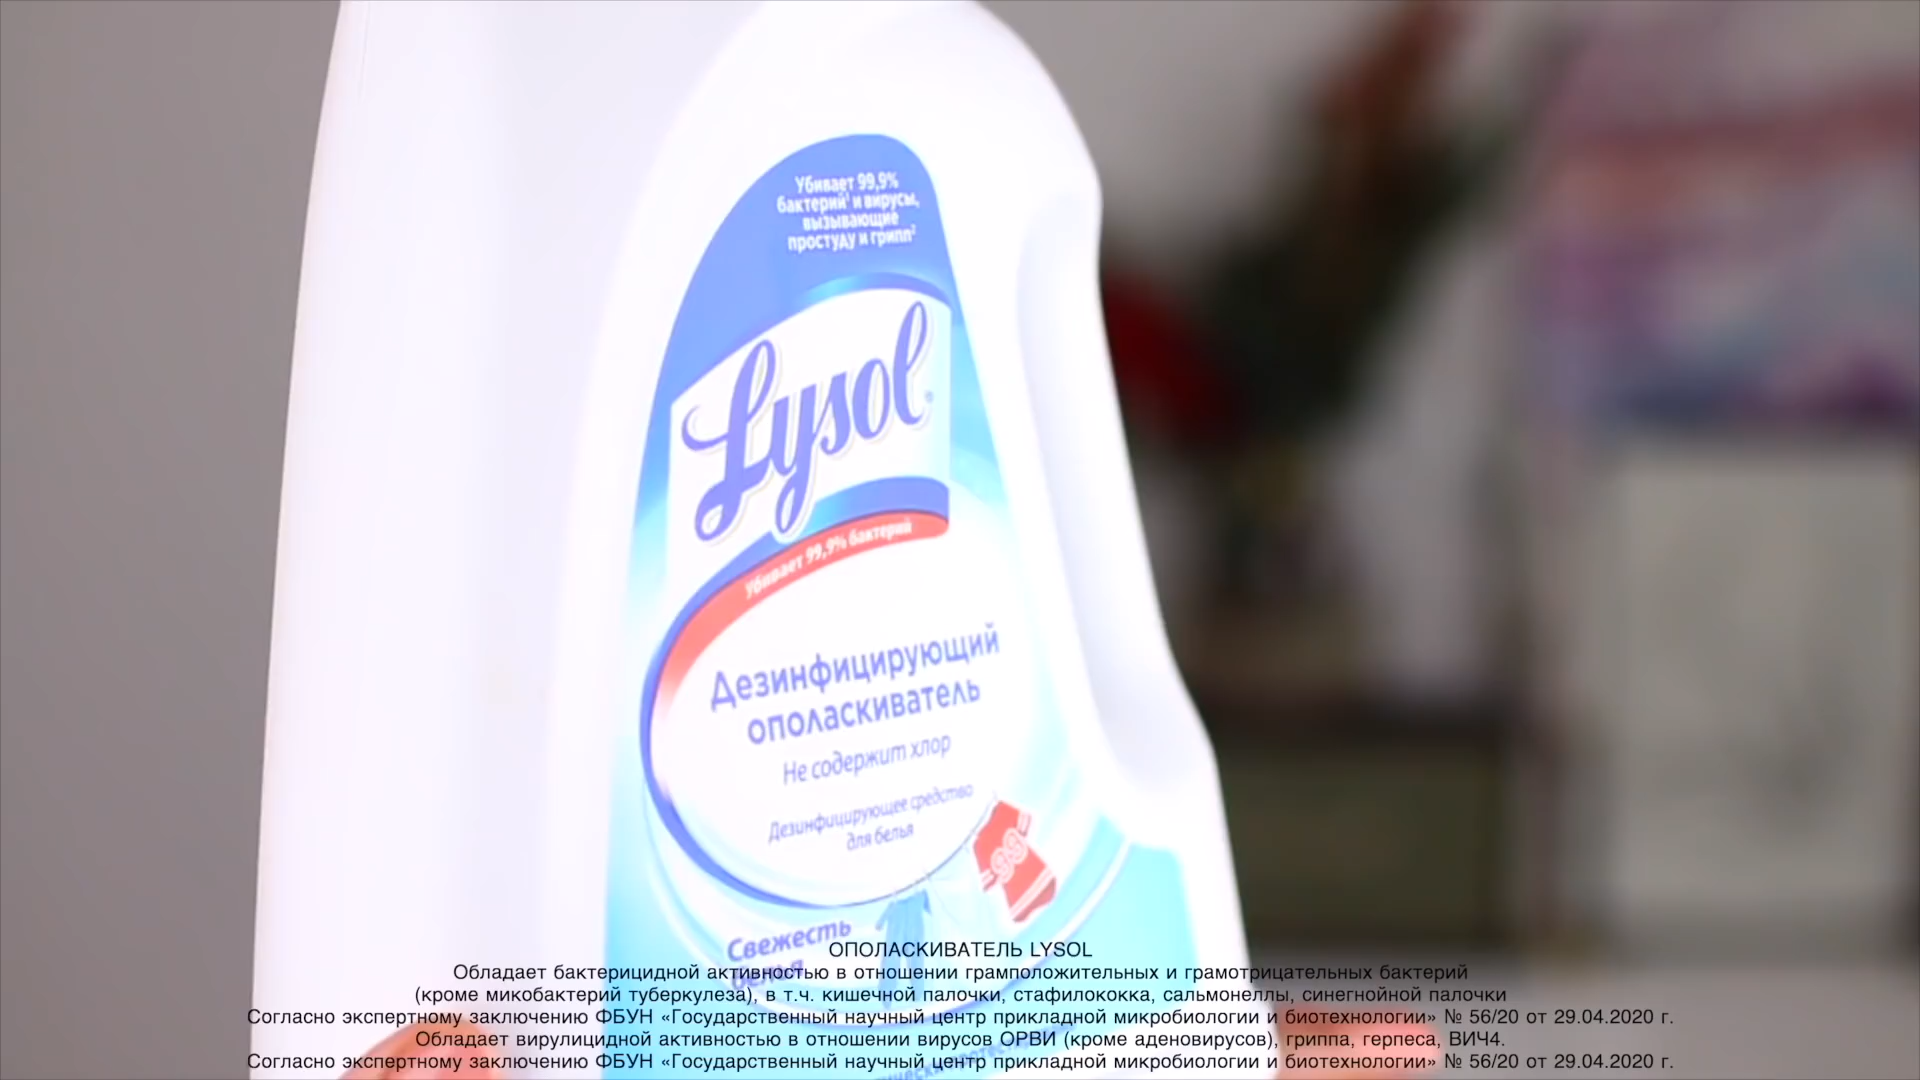 Убивает 99,9%
бактерий¹ и вирусы,
вызывающие
простуду и грипп²
Lysol
Убивает 99,9% бактерий
Дезинфицирующий
ополаскиватель
Не содержит хлор
Дезинфицирующее средство
для белья
99
Свежесть
белья
ОПОЛАСКИВАТЕЛЬ LYSOL
Обладает бактерицидной активностью в отношении грамположительных и грамотрицательных бактерий
(кроме микобактерий туберкулеза), в т.ч. кишечной палочки, стафилококка, сальмонеллы, синегнойной палочки
Согласно экспертному заключению ФБУН «Государственный научный центр прикладной микробиологии и биотехнологии» № 56/20 от 29.04.2020 г.
Обладает вирулицидной активностью в отношении вирусов ОРВИ (кроме аденовирусов), гриппа, герпеса, ВИЧ4.
Согласно экспертному заключению ФБУН «Государственный научный центр прикладной микробиологии и биотехнологии» № 56/20 от 29.04.2020 г.